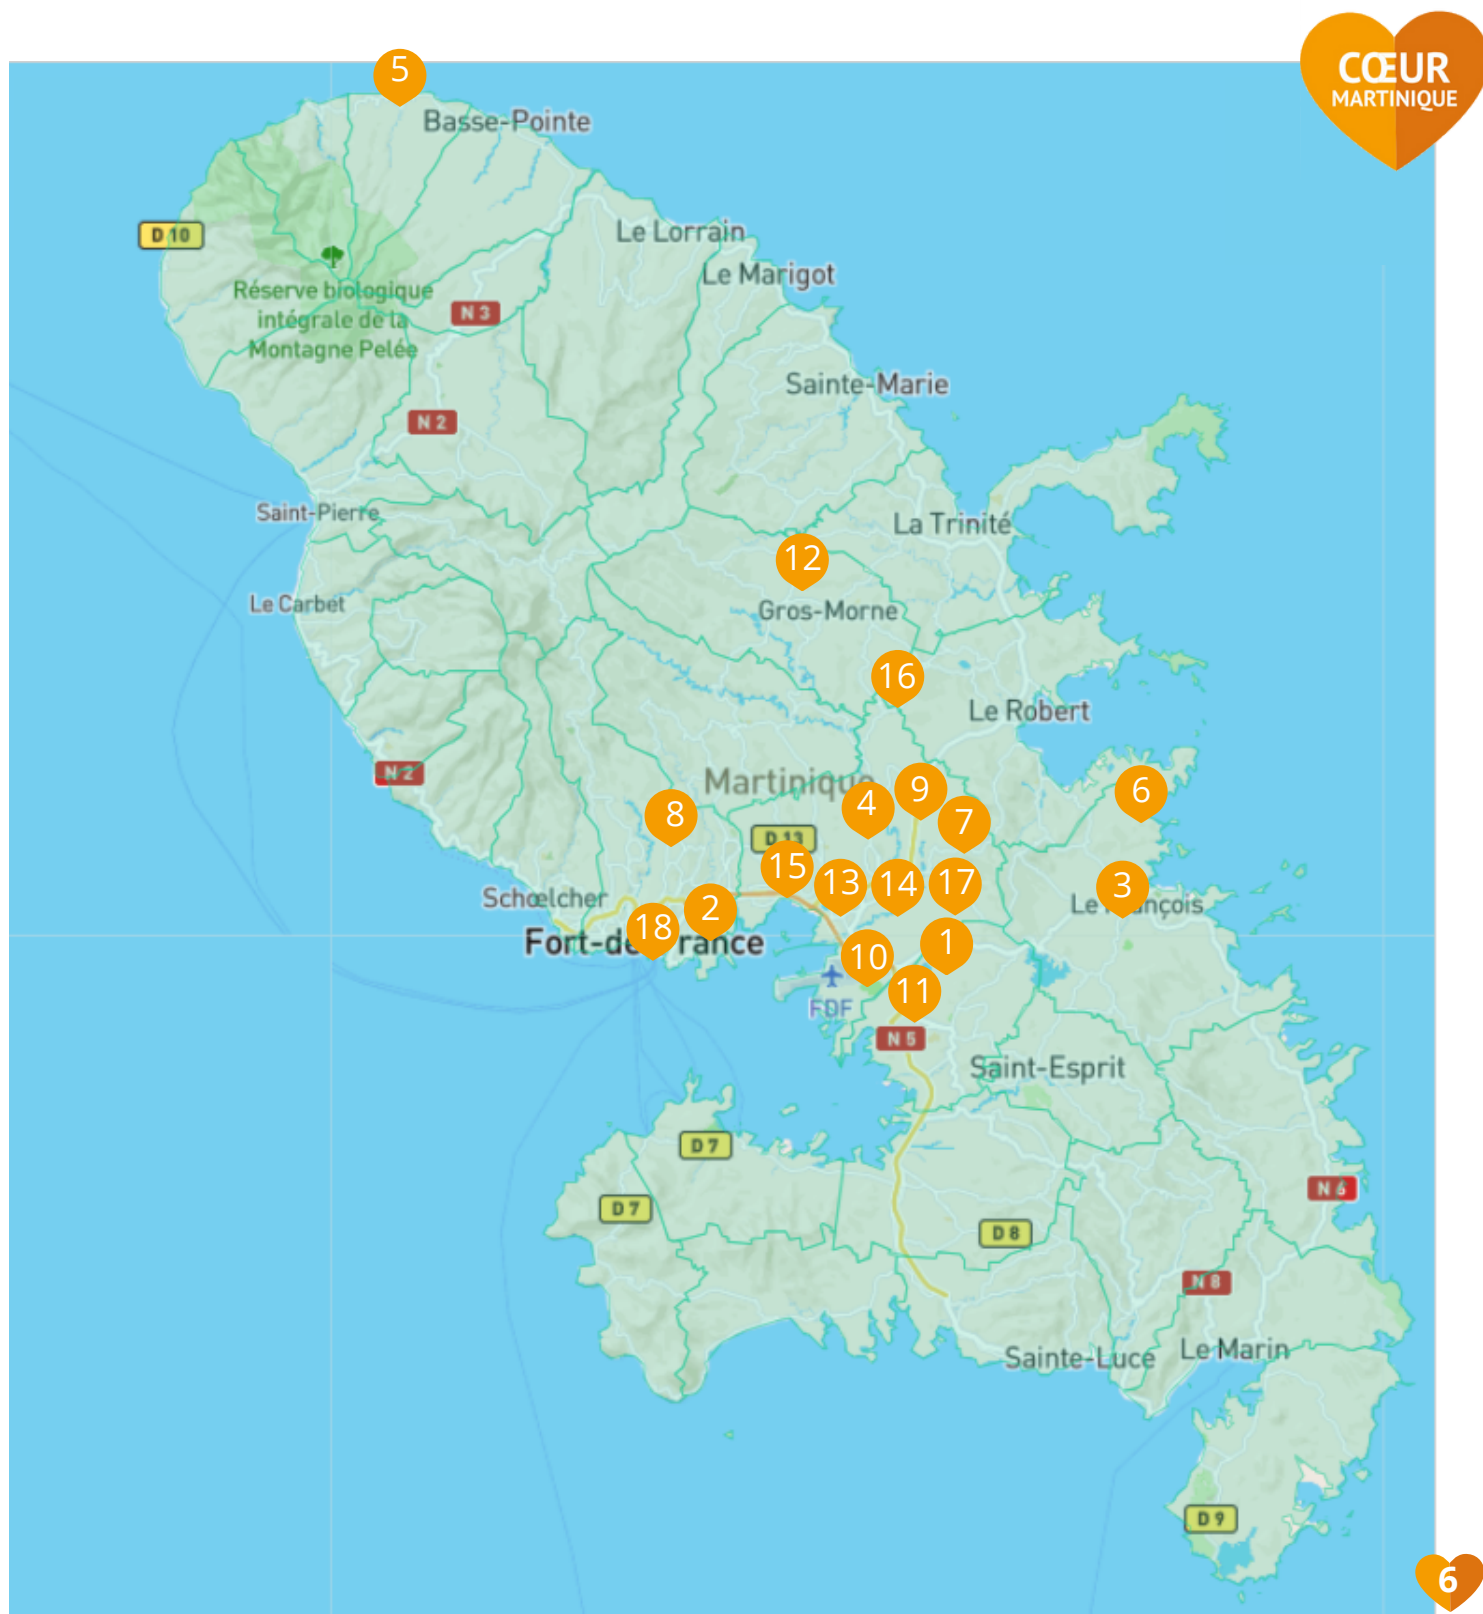 CŒUR
MARTINIQUE
5
Basse-Pointe
D 10
Le Lorrain
Le Marigot
Réserve biologique
intégrale de la
Montagne Pelée
N 3
Sainte-Marie
N 2
Saint-Pierre
La Trinité
12
Le Carbet
Gros-Morne
16
Le Robert
N 2
Martinique
9
6
4
7
8
D 13
15
13
14
17
3
Schœlcher
2
18
1
10
11
FDF
N 5
Saint-Esprit
D 7
N 6
D 7
D 8
N 8
Sainte-Luce
Le Marin
D 9
6